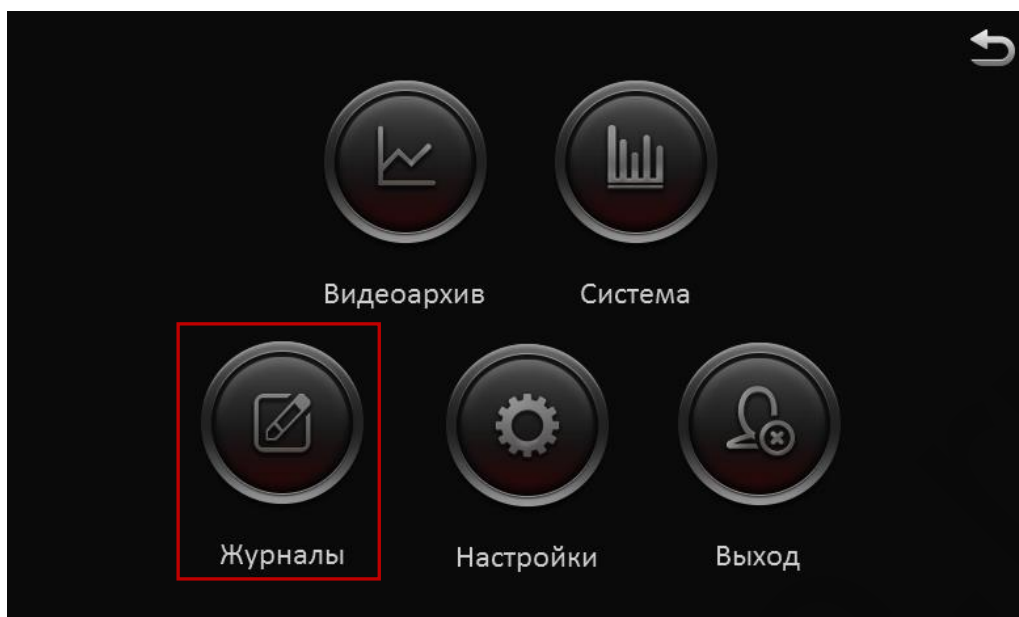 Видеоархив
Система
Журналы
Настройки
Выход